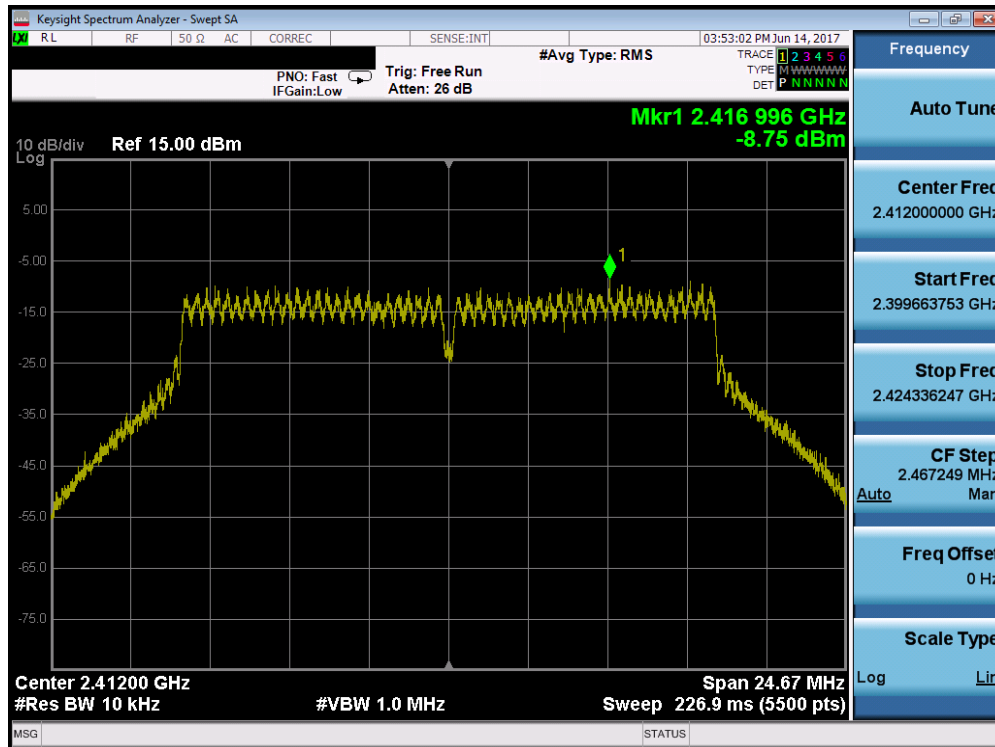 Keysight Spectrum Analyzer - Swept SA
LXI RL RF 50 Ω AC CORREC SENSE:INT 03:53:02 PM Jun 14, 2017
#Avg Type: RMS
TRACE 1 2 3 4 5 6
PNO: Fast Trig: Free Run
TYPE M WWWWW
IFGain:Low Atten: 26 dB
DET P N N N N N
Mkr1 2.416 996 GHz
-8.75 dBm
10 dB/div Ref 15.00 dBm
Log
5.00
-5.00
-15.0
-25.0
-35.0
-45.0
-55.0
-65.0
-75.0
1
Center 2.41200 GHz Span 24.67 MHz
#Res BW 10 kHz #VBW 1.0 MHz Sweep 226.9 ms (5500 pts)
MSG STATUS
Frequency
Auto Tune
Center Freq
2.412000000 GHz
Start Freq
2.399663753 GHz
Stop Freq
2.424336247 GHz
CF Step
2.467249 MHz
Auto Man
Freq Offset
0 Hz
Scale Type
Log Lin